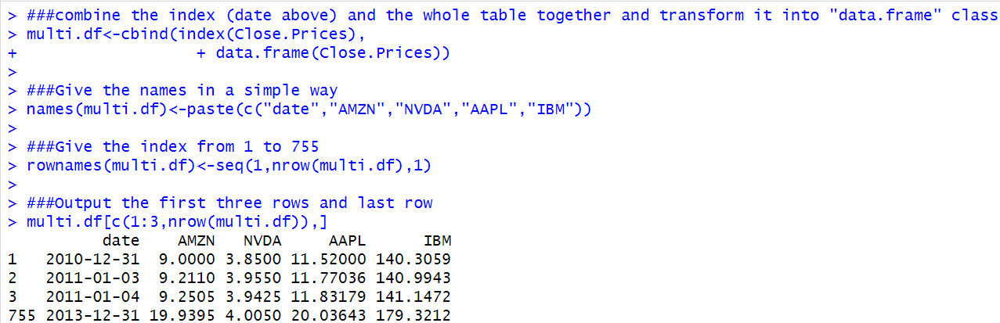 > ###combine the index (date above) and the whole table together and transform it into "data.frame" class
> multi.df<-cbind(index(Close.Prices),
+                   + data.frame(Close.Prices))
>
> ###Give the names in a simple way
> names(multi.df)<-paste(c("date","AMZN","NVDA","AAPL","IBM"))
>
> ###Give the index from 1 to 755
> rownames(multi.df)<-seq(1,nrow(multi.df),1)
>
> ###Output the first three rows and last row
> multi.df[c(1:3,nrow(multi.df)),]
          date    AMZN   NVDA     AAPL      IBM
1   2010-12-31  9.0000 3.8500 11.52000 140.3059
2   2011-01-03  9.2110 3.9550 11.77036 140.9943
3   2011-01-04  9.2505 3.9425 11.83179 141.1472
755 2013-12-31 19.9395 4.0050 20.03643 179.3212